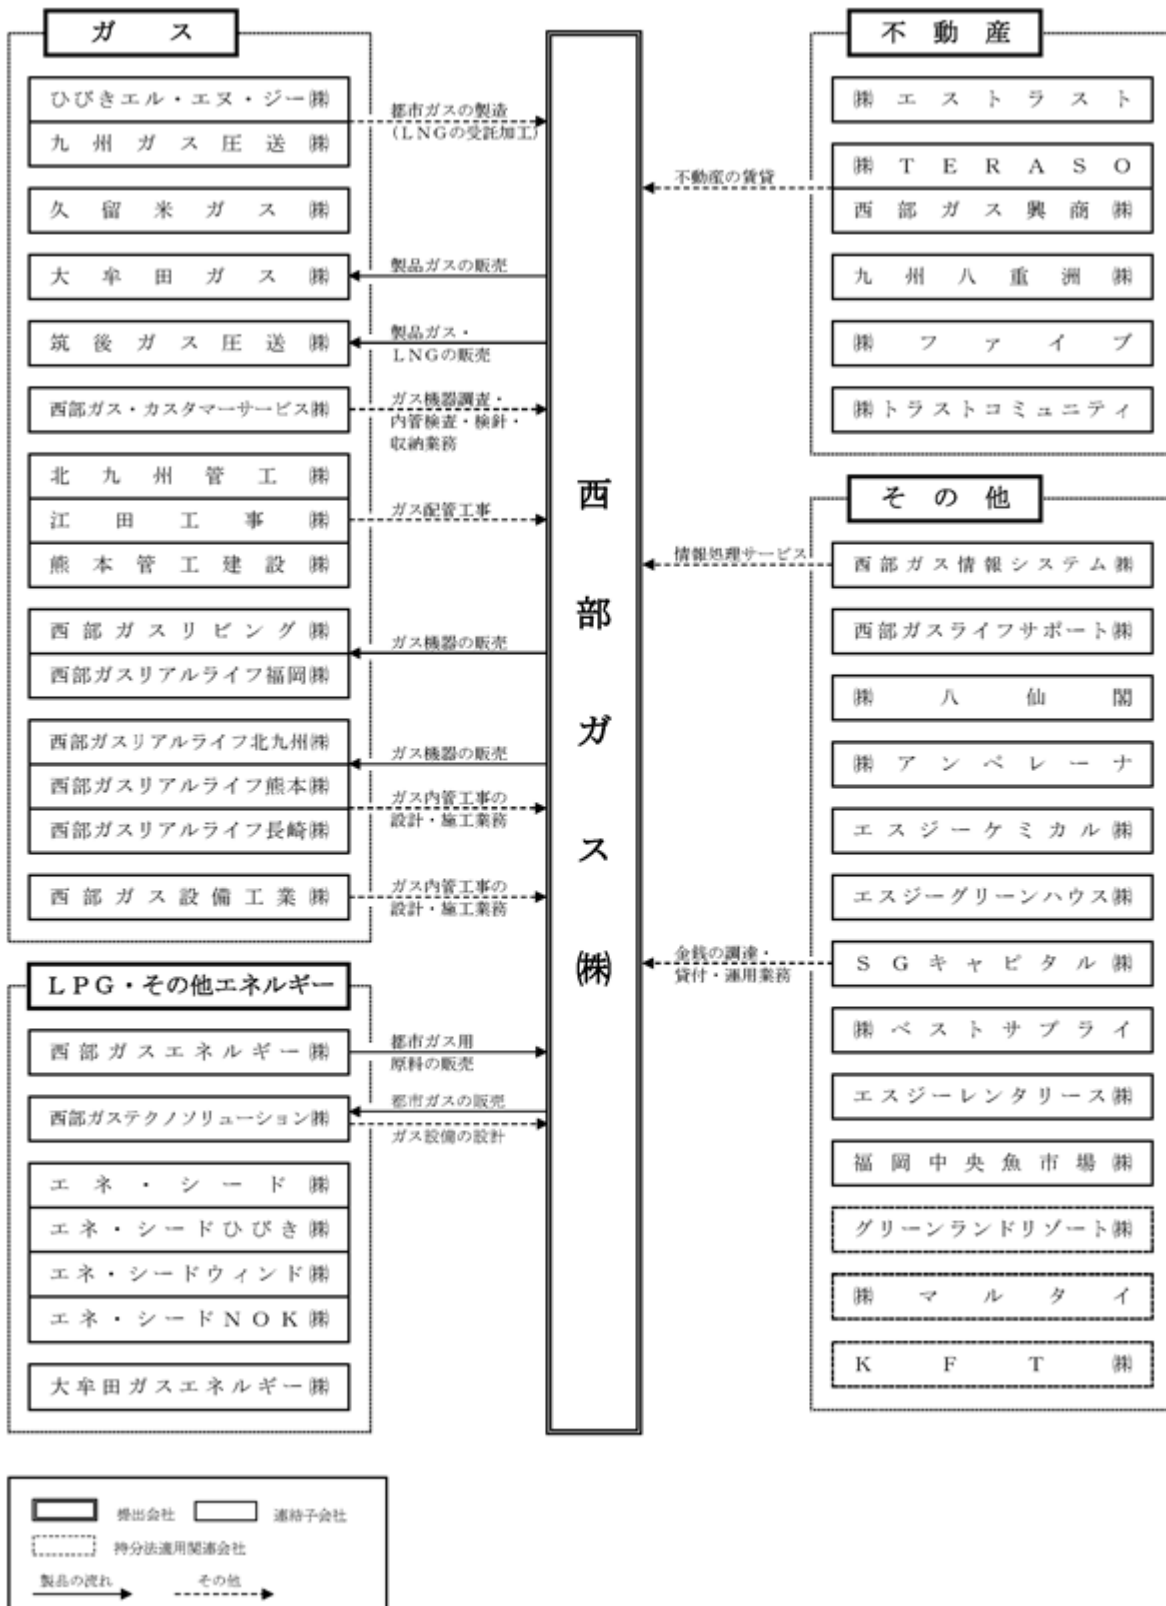 ガス
ひびきエル・エヌ・ジー㈱
九州ガス圧送㈱
都市ガスの製造
(LNGの受託加工)
久留米ガス㈱
大牟田ガス㈱
製品ガスの販売
筑後ガス圧送㈱
製品ガス・
LNGの販売
西部ガス・カスタマーサービス㈱
ガス機器調査・
内管検査・検針・
収納業務
北九州管工㈱
江田工事㈱
熊本管工建設㈱
ガス配管工事
西部ガスリビング㈱
西部ガスリアルライフ福岡㈱
ガス機器の販売
西部ガスリアルライフ北九州㈱
西部ガスリアルライフ熊本㈱
西部ガスリアルライフ長崎㈱
ガス機器の販売
ガス内管工事の
設計・施工業務
西部ガス設備工業㈱
ガス内管工事の
設計・施工業務
LPG・その他エネルギー
西部ガスエネルギー㈱
都市ガス用
原料の販売
西部ガステクノソリューション㈱
都市ガスの販売
ガス設備の設計
エネ・シード㈱
エネ・シードひびき㈱
エネ・シードウィンド㈱
エネ・シードNOK㈱
大牟田ガスエネルギー㈱
西部ガス㈱
不動産
㈱エストラスト
㈱TERASO
西部ガス興商㈱
不動産の賃貸
九州八重洲㈱
㈱ファイブ
㈱トラストコミュニティ
その他
西部ガス情報システム㈱
情報処理サービス
西部ガスライフサポート㈱
㈱八仙閣
㈱アンペレーナ
エスジーケミカル㈱
エスジーグリーンハウス㈱
SGキャピタル㈱
金銭の調達・
貸付・運用業務
㈱ベストサプライ
エスジーレンタリース㈱
福岡中央魚市場㈱
グリーンランドリゾート㈱
㈱マルタイ
KFT㈱
提出会社
連結子会社
持分法適用関連会社
製品の流れ
その他